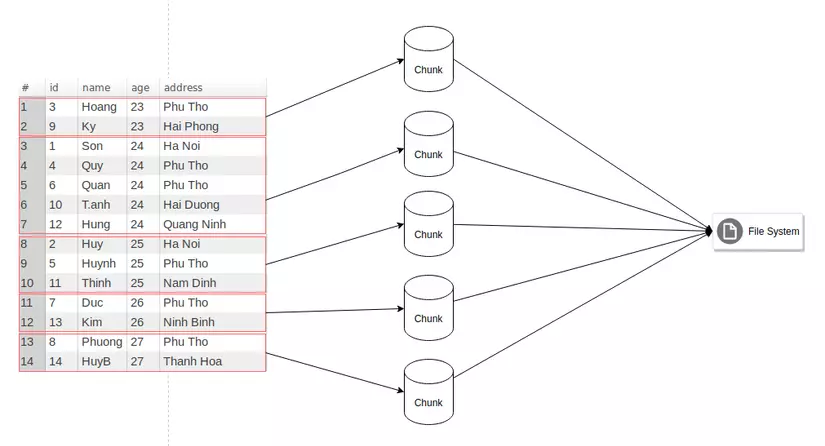 # id name age address
1 3 Hoang 23 Phu Tho
2 9 Ky 23 Hai Phong
3 1 Son 24 Ha Noi
4 4 Quy 24 Phu Tho
5 6 Quan 24 Phu Tho
6 10 T.anh 24 Hai Duong
7 12 Hung 24 Quang Ninh
8 2 Huy 25 Ha Noi
9 5 Huynh 25 Phu Tho
10 11 Thinh 25 Nam Dinh
11 7 Duc 26 Phu Tho
12 13 Kim 26 Ninh Binh
13 8 Phuong 27 Phu Tho
14 14 HuyB 27 Thanh Hoa
Chunk
Chunk
Chunk
Chunk
Chunk
File System